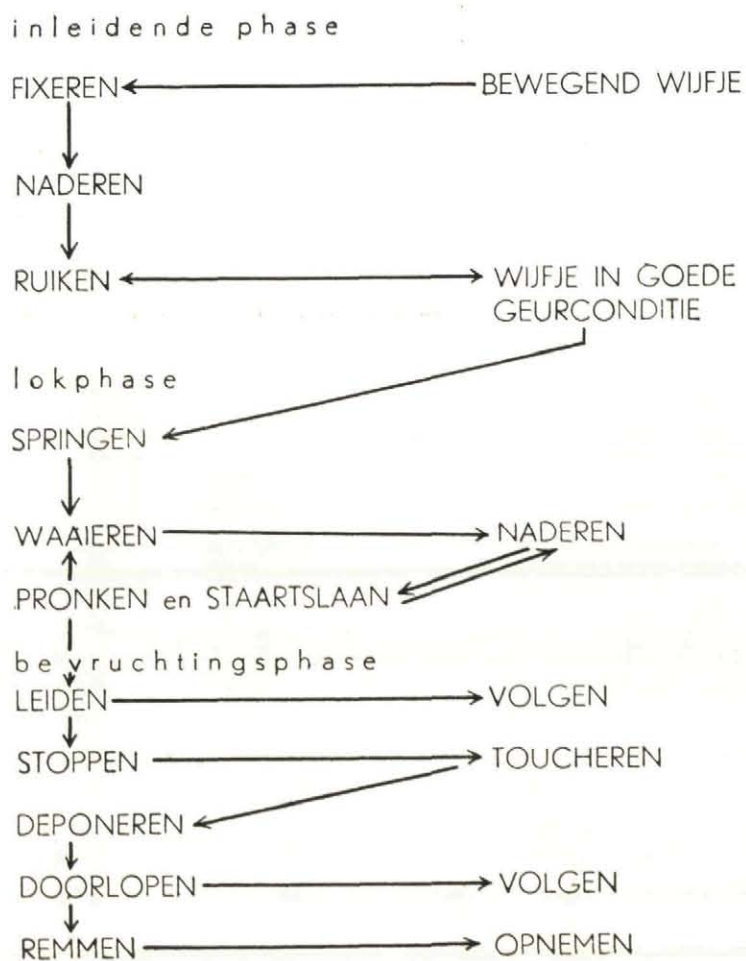 inleidende phase
FIXEREN BEWEGEND WIJFJE
NADEREN
RUIKEN WIJFJE IN GOEDE
GEURCONDITIE
lokphase
SPRINGEN
WAAIEREN NADEREN
PRONKEN en STAARTSLAAN
bevruchtingsphase
LEIDEN VOLGEN
STOPPEN TOUCHEREN
DEPONEREN
DOORLOPEN VOLGEN
REMMEN OPNEMEN